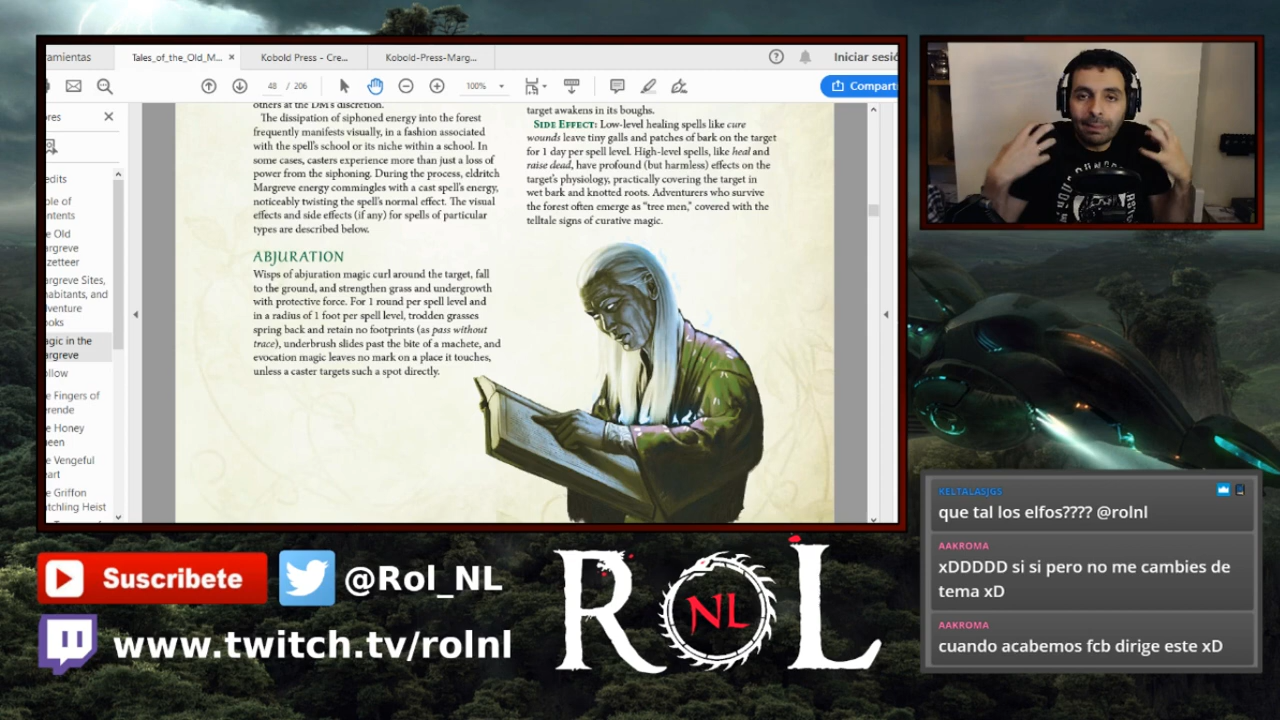 amientas
Tales_of_the_Old_M...
Kobold Press – Cre...
Kobold-Press-Marg...
Iniciar sesió
48 / 206
100%
Comparti
ores
edits
ble of
ntents
e Old
argreve
zetteer
argreve Sites,
habitants, and
venture
ooks
agic in the
argreve
ollow
e Fingers of
erende
e Honey
een
e Vengeful
art
e Griffon
atchling Heist
others at the DM's discretion.
The dissipation of siphoned energy into the forest
frequently manifests visually, in a fashion associated
with the spell's school or its niche within a school. In
some cases, casters experience more than just a loss of
power from the siphoning. During the process, eldritch
Margreve energy commingles with a cast spell's energy,
noticeably twisting the spell's normal effect. The visual
effects and side effects (if any) for spells of particular
types are described below.
ABJURATION
Wisps of abjuration magic curl around the target, fall
to the ground, and strengthen grass and undergrowth
with protective force. For 1 round per spell level and
in a radius of 1 foot per spell level, trodden grasses
spring back and retain no footprints (as pass without
trace), underbrush slides past the bite of a machete, and
evocation magic leaves no mark on a place it touches,
unless a caster targets such a spot directly.
target awakens in its boughs.
SIDE EFFECT: Low-level healing spells like cure
wounds leave tiny galls and patches of bark on the target
for 1 day per spell level. High-level spells, like heal and
raise dead, have profound (but harmless) effects on the
target's physiology, practically covering the target in
wet bark and knotted roots. Adventurers who survive
the forest often emerge as "tree men," covered with the
telltale signs of curative magic.
KELTALASJGS
que tal los elfos???? @rolnl
AAKROMA
xDDDDD si si pero no me cambies de
tema xD
AAKROMA
cuando acabemos fcb dirige este xD
Suscribete
@Rol_NL
www.twitch.tv/rolnl
ROL
NL